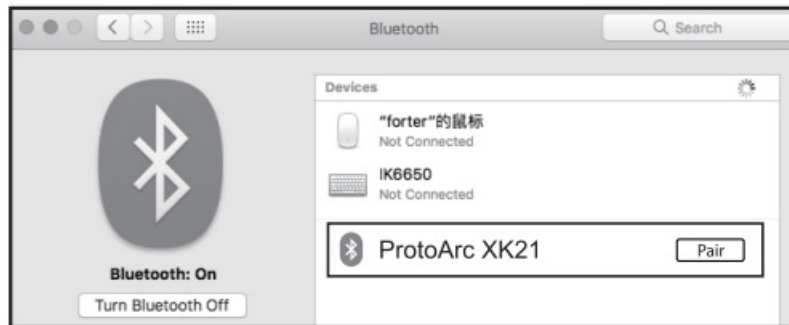 Bluetooth
Search
Devices
“forter”的鼠标
Not Connected
IK6650
Not Connected
ProtoArc XK21
Pair
Bluetooth: On
Turn Bluetooth Off